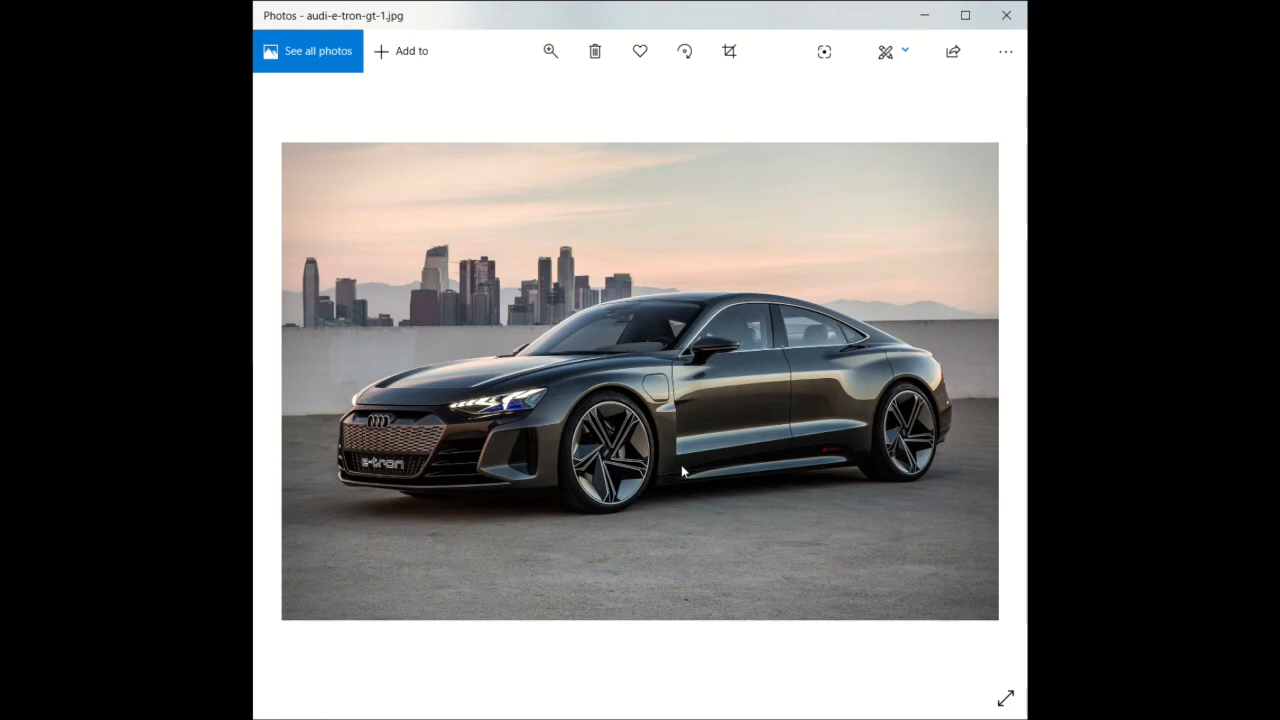 Photos - audi-e-tron-gt-1.jpg
See all photos
Add to
e-tron